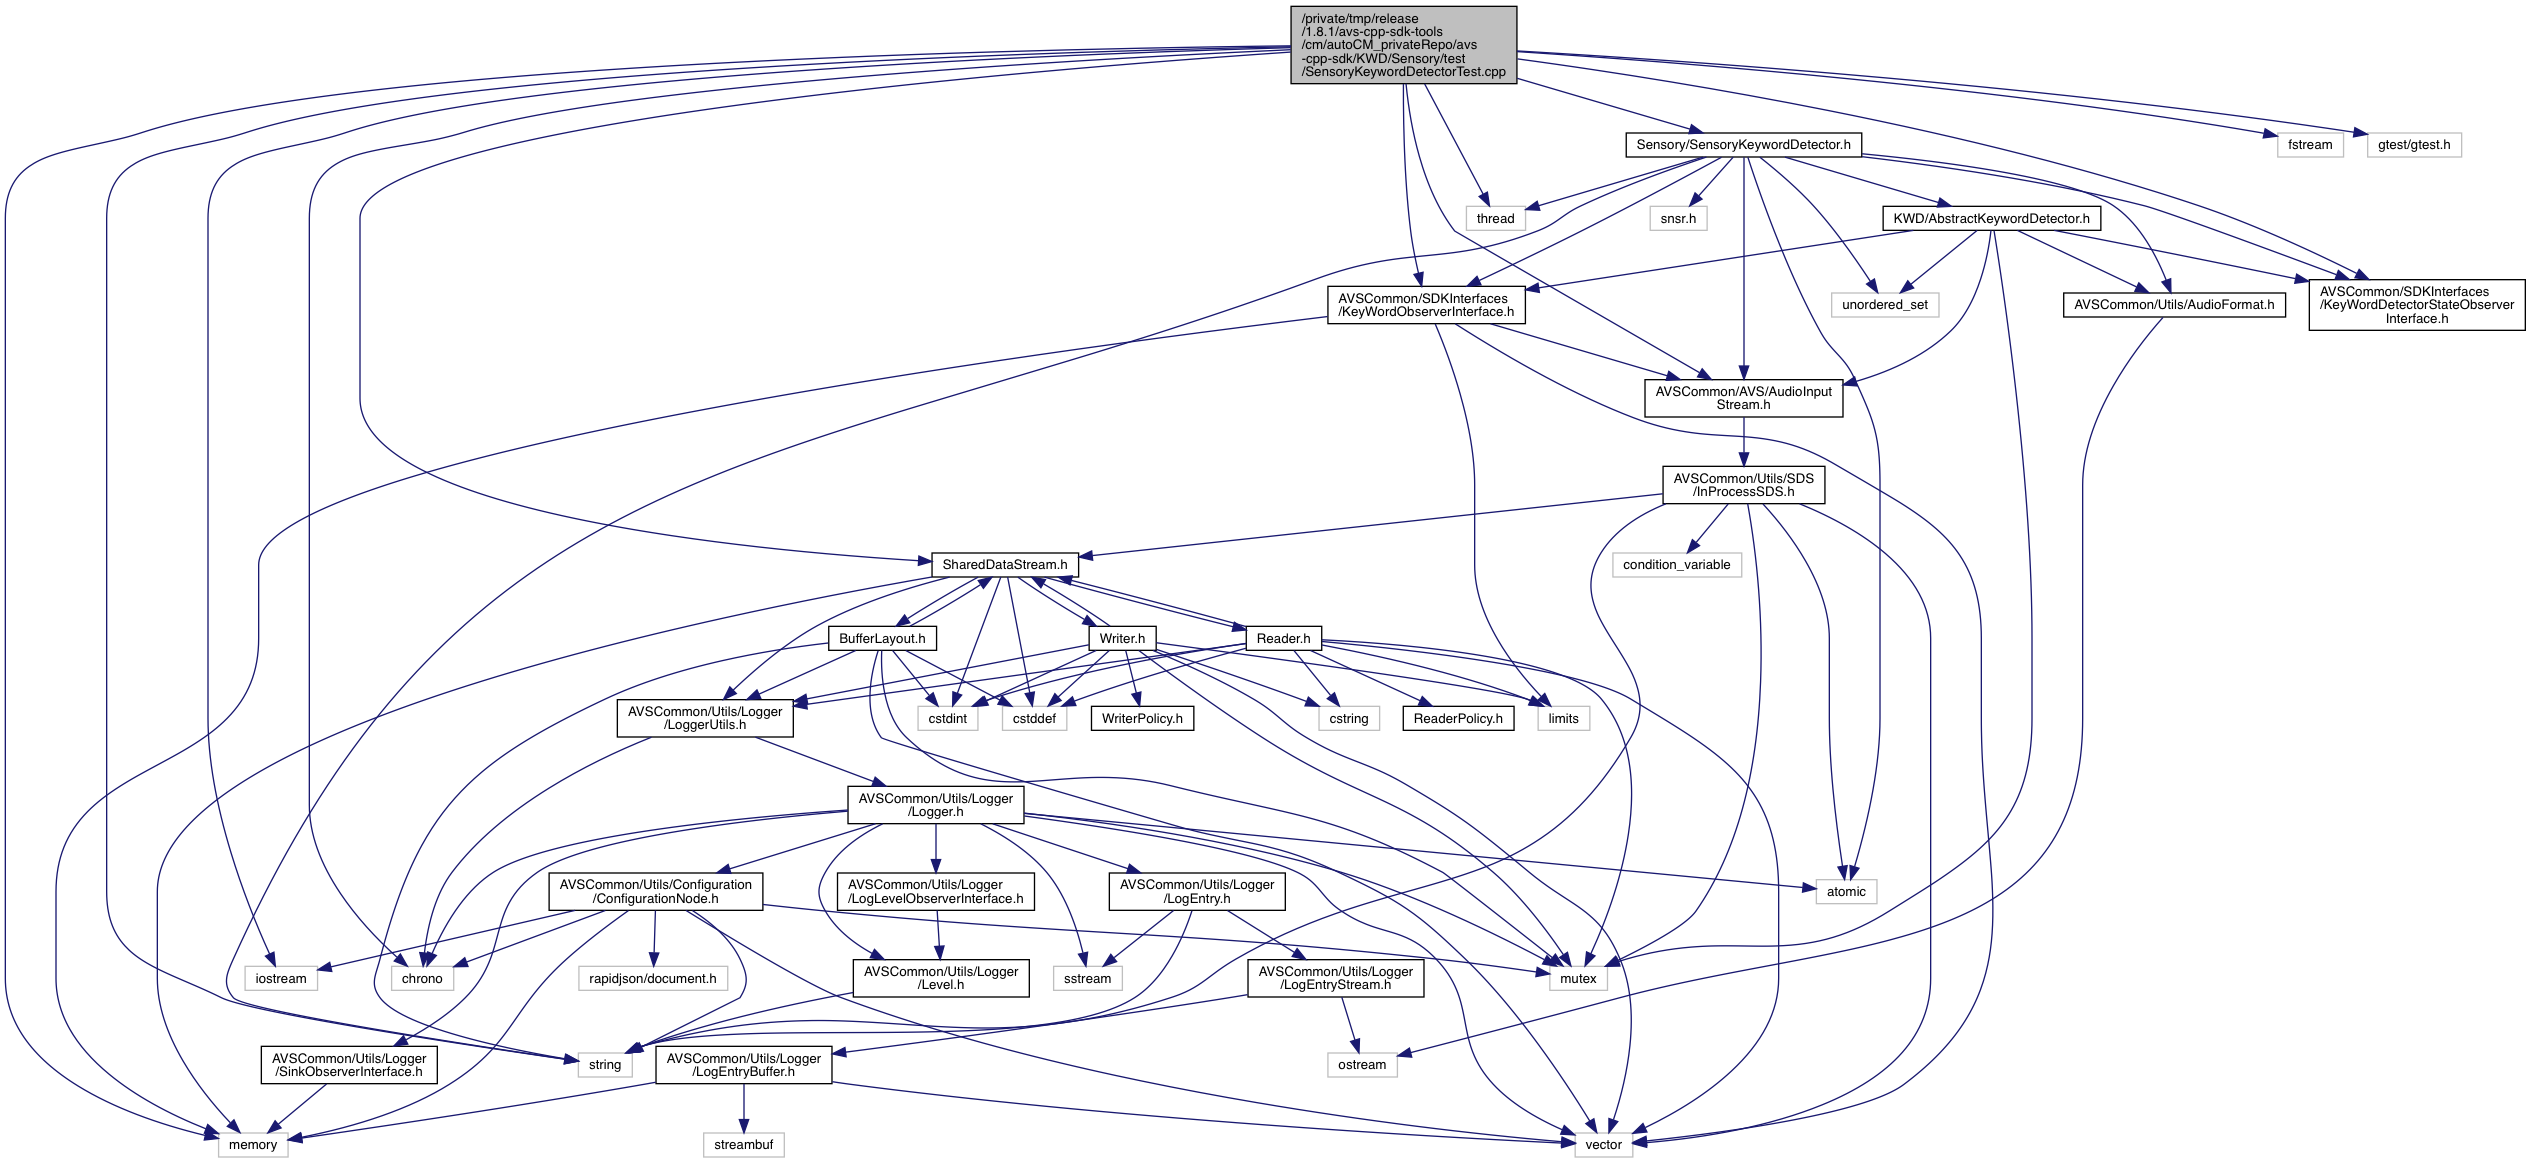 /private/tmp/release
/1.8.1/avs-cpp-sdk-tools
/cm/autoCM_privateRepo/avs
-cpp-sdk/KWD/Sensory/test
/SensoryKeywordDetectorTest.cpp
Sensory/SensoryKeywordDetector.h
fstream
gtest/gtest.h
thread
snsr.h
KWD/AbstractKeywordDetector.h
AVSCommon/SDKInterfaces
/KeyWordObserverInterface.h
unordered_set
AVSCommon/Utils/AudioFormat.h
AVSCommon/SDKInterfaces
/KeyWordDetectorStateObserver
Interface.h
AVSCommon/AVS/AudioInput
Stream.h
AVSCommon/Utils/SDS
/InProcessSDS.h
SharedDataStream.h
condition_variable
BufferLayout.h
Writer.h
Reader.h
AVSCommon/Utils/Logger
/LoggerUtils.h
cstdint
cstddef
WriterPolicy.h
cstring
ReaderPolicy.h
limits
AVSCommon/Utils/Logger
/Logger.h
AVSCommon/Utils/Configuration
/ConfigurationNode.h
AVSCommon/Utils/Logger
/LogLevelObserverInterface.h
AVSCommon/Utils/Logger
/LogEntry.h
atomic
iostream
chrono
rapidjson/document.h
AVSCommon/Utils/Logger
/Level.h
sstream
AVSCommon/Utils/Logger
/LogEntryStream.h
mutex
AVSCommon/Utils/Logger
/SinkObserverInterface.h
string
AVSCommon/Utils/Logger
/LogEntryBuffer.h
ostream
memory
streambuf
vector